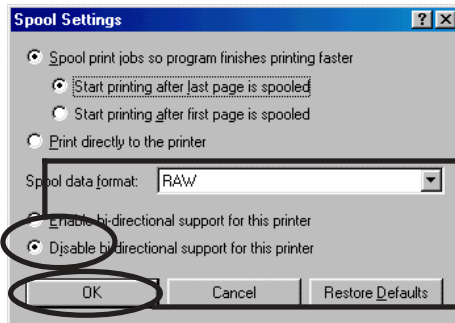 Spool Settings
Spool print jobs so program finishes printing faster
Start printing after last page is spooled
Start printing after first page is spooled
Print directly to the printer
Spool data format: RAW
Enable bi-directional support for this printer
Disable bi-directional support for this printer
OK Cancel Restore Defaults